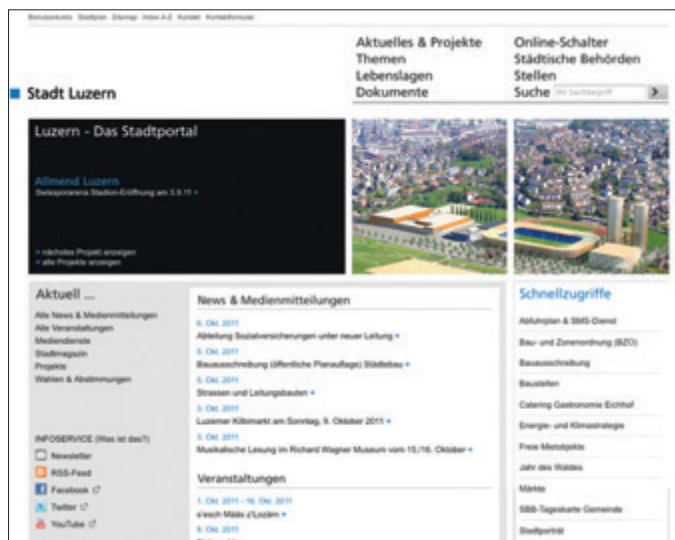 Benutzerkonto Stadtplan Sitemap Index A-Z Kontakt Kontaktformular
Aktuelles & Projekte
Themen
Lebenslagen
Dokumente
Online-Schalter
Städtische Behörden
Stellen
Suche Ihr Suchbegriff
Stadt Luzern
Luzern - Das Stadtportal
Allmend Luzern
Swissporarena Stadion-Eröffnung am 3.9.11
nächstes Projekt anzeigen
alle Projekte anzeigen
Aktuell ...
Alle News & Medienmitteilungen
Alle Veranstaltungen
Mediendienste
Stadtmagazin
Projekte
Wahlen & Abstimmungen
INFOSERVICE (Was ist das?)
Newsletter
RSS-Feed
Facebook
Twitter
YouTube
News & Medienmitteilungen
6. Okt. 2011
Abteilung Sozialversicherungen unter neuer Leitung
5. Okt. 2011
Bauausschreibung (öffentliche Planauflage) Städtebau
5. Okt. 2011
Strassen und Leitungsbauten
3. Okt. 2011
Luzerner Kilbimarkt am Sonntag, 9. Oktober 2011
3. Okt. 2011
Musikalische Lesung im Richard Wagner Museum vom 15./16. Oktober
Veranstaltungen
1. Okt. 2011 - 16. Okt. 2011
s'esch Määs z'Lozärn
8. Okt. 2011
Schnellzugriffe
Abfuhrplan & SMS-Dienst
Bau- und Zonenordnung (BZO)
Bauausschreibung
Baustellen
Catering Gastronomie Eichhof
Energie- und Klimastrategie
Freie Mietobjekte
Jahr des Waldes
Märkte
SBB-Tageskarte Gemeinde
Stadtporträt